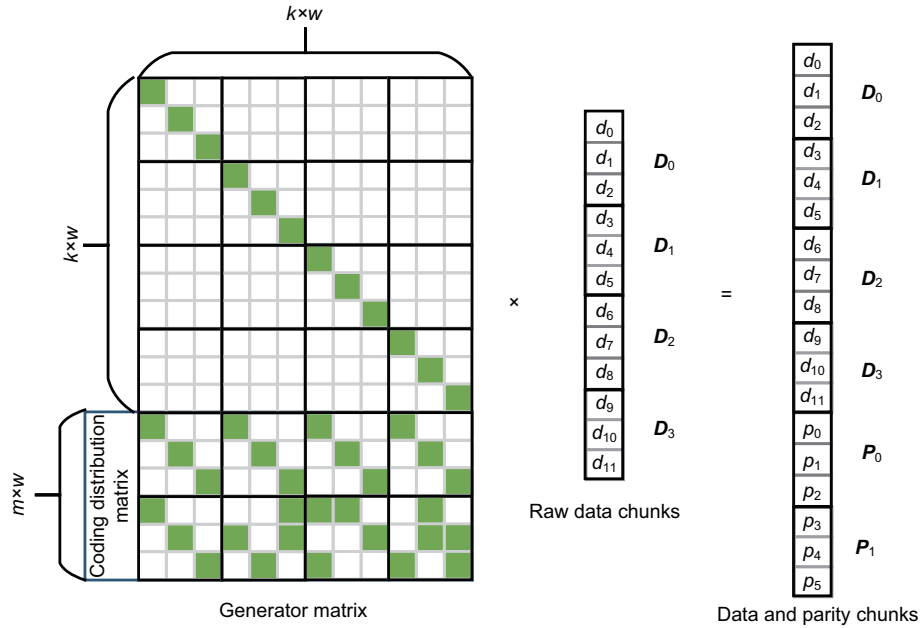 k×w
k×w
m×w
Coding distribution
matrix
Generator matrix
×
d0
d1
d2
d3
d4
d5
d6
d7
d8
d9
d10
d11
D0
D1
D2
D3
Raw data chunks
=
d0
d1
d2
d3
d4
d5
d6
d7
d8
d9
d10
d11
p0
p1
p2
p3
p4
p5
D0
D1
D2
D3
P0
P1
Data and parity chunks